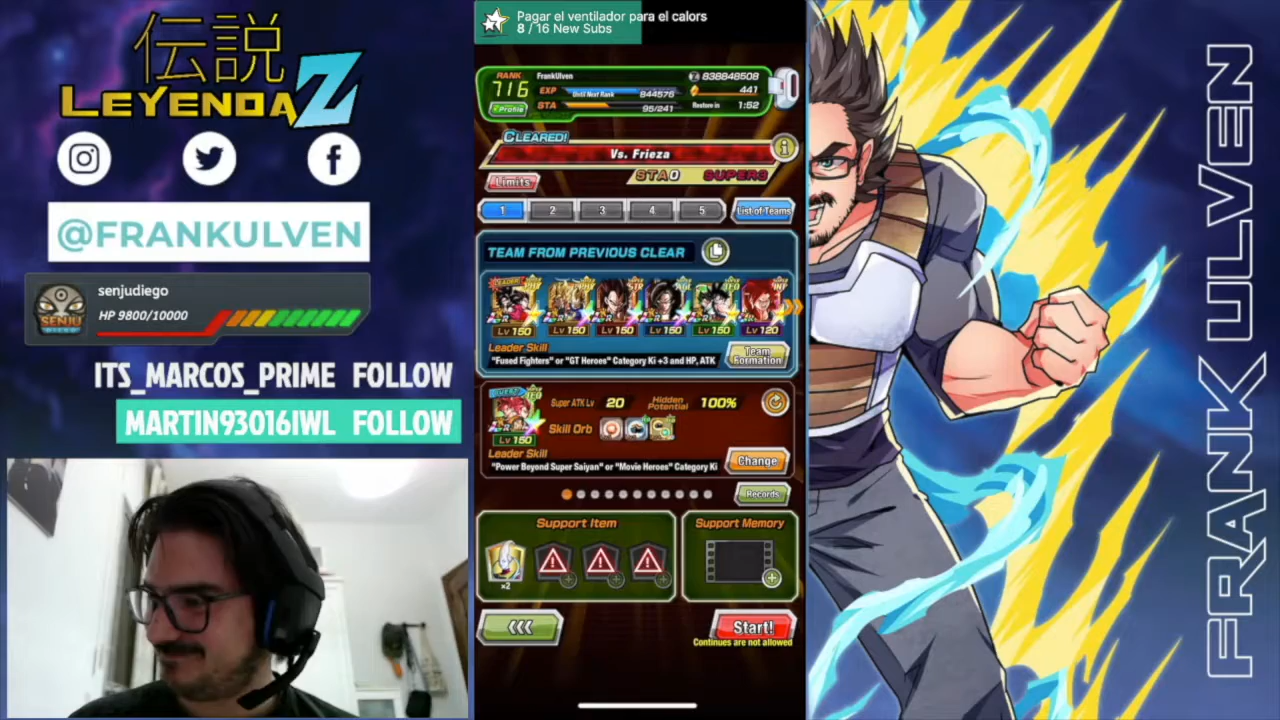 伝説
LEYENDAZ
@FRANKULVEN
senjudiego
HP 9800/10000
ITS_MARCOS_PRIME FOLLOW
MARTIN93016IWL FOLLOW
Pagar el ventilador para el calors
8 / 16 New Subs
RANK
716
Profile
FrankUlven
838848508
EXP
Until Next Rank
844576
441
STA
95/241
Restore in
1:52
CLEARED!
Vs. Frieza
Limits
STA 0
SUPER3
1
2
3
4
5
List of Teams
TEAM FROM PREVIOUS CLEAR
Lv 150
Lv 150
Lv 150
Lv 150
Lv 150
Lv 120
Leader Skill
"Fused Fighters" or "GT Heroes" Category Ki +3 and HP, ATK
Team
Formation
Lv 150
Super ATK Lv
20
Hidden
Potential
100%
Skill Orb
Leader Skill
"Power Beyond Super Saiyan" or "Movie Heroes" Category Ki
Change
Records
Support Item
x2
Support Memory
Start!
Continues are not allowed
FRANK ULVEN